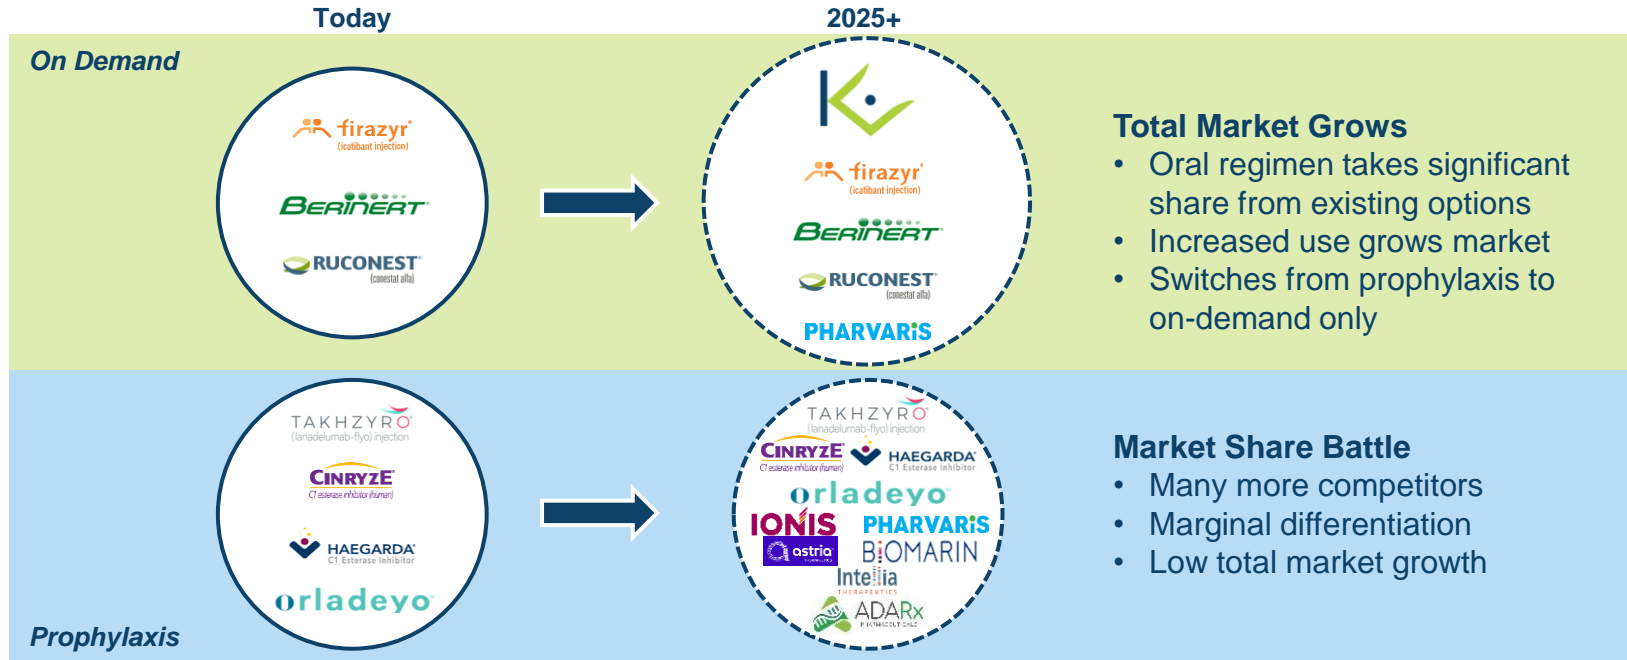 Today
2025+
On Demand
firazyr®
(icatibant injection)
BERINERT®
RUCONEST®
(conestat alfa)
K
firazyr®
(icatibant injection)
BERINERT®
RUCONEST®
(conestat alfa)
PHARVARiS
Total Market Grows
• Oral regimen takes significant
share from existing options
• Increased use grows market
• Switches from prophylaxis to
on-demand only
TAKHZYRO®
(lanadelumab-flyo) injection
CINRYZE®
C1 esterase inhibitor (human)
HAEGARDA®
C1 Esterase Inhibitor
orladeyo
TAKHZYRO®
(lanadelumab-flyo) injection
CINRYZE®
C1 esterase inhibitor (human)
HAEGARDA®
C1 Esterase Inhibitor
orladeyo
IONIS
PHARVARiS
astria
THERAPEUTICS
BIOMARIN
Intellia
THERAPEUTICS
ADARx
PHARMACEUTICALS
Market Share Battle
• Many more competitors
• Marginal differentiation
• Low total market growth
Prophylaxis